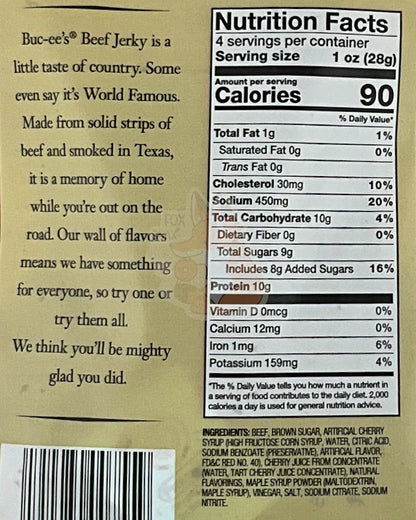 Buc-ee's® Beef Jerky is a
little taste of country. Some
even say it's World Famous.
Made from solid strips of
beef and smoked in Texas,
it is a memory of home
while you're out on the
road. Our wall of flavors
means we have something
for everyone, so try one or
try them all.
We think you'll be mighty
glad you did.
Nutrition Facts
4 servings per container
Serving size 1 oz (28g)
Amount per serving
Calories 90
% Daily Value*
Total Fat 1g 1%
Saturated Fat 0g 0%
Trans Fat 0g
Cholesterol 30mg 10%
Sodium 450mg 20%
Total Carbohydrate 10g 4%
Dietary Fiber 0g 0%
Total Sugars 9g
Includes 8g Added Sugars 16%
Protein 10g
Vitamin D 0mcg 0%
Calcium 12mg 0%
Iron 1mg 6%
Potassium 159mg 4%
*The % Daily Value tells you how much a nutrient in
a serving of food contributes to the daily diet. 2,000
calories a day is used for general nutrition advice.
INGREDIENTS: BEEF, BROWN SUGAR, ARTIFICIAL CHERRY
SYRUP (HIGH FRUCTOSE CORN SYRUP, WATER, CITRIC ACID,
SODIUM BENZOATE (PRESERVATIVE), ARTIFICIAL FLAVOR,
FD&C RED NO. 40), CHERRY JUICE FROM CONCENTRATE
(WATER, TART CHERRY JUICE CONCENTRATE), NATURAL
FLAVORINGS, MAPLE SYRUP POWDER (MALTODEXTRIN,
MAPLE SYRUP), VINEGAR, SALT, SODIUM CITRATE, SODIUM
NITRITE.